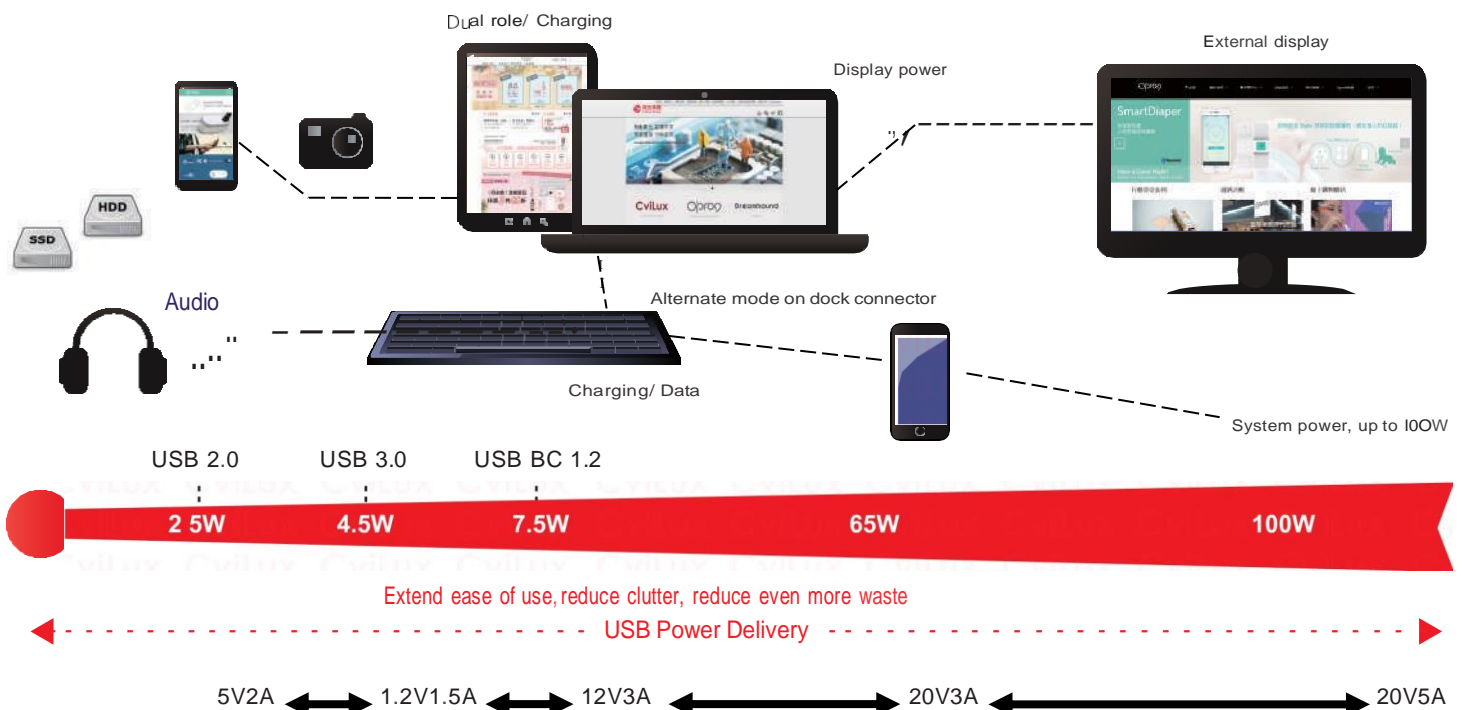 Dual role/ Charging
External display
Display power
SmartDiaper
HDD
SSD
CviLux
Oprog
Dreamhound
Audio
Alternate mode on dock connector
Charging/ Data
System power, up to I0OW
USB 2.0
USB 3.0
USB BC 1.2
2 5W
4.5W
7.5W
65W
100W
Extend ease of use, reduce clutter, reduce even more waste
USB Power Delivery
5V2A
1.2V1.5A
12V3A
20V3A
20V5A